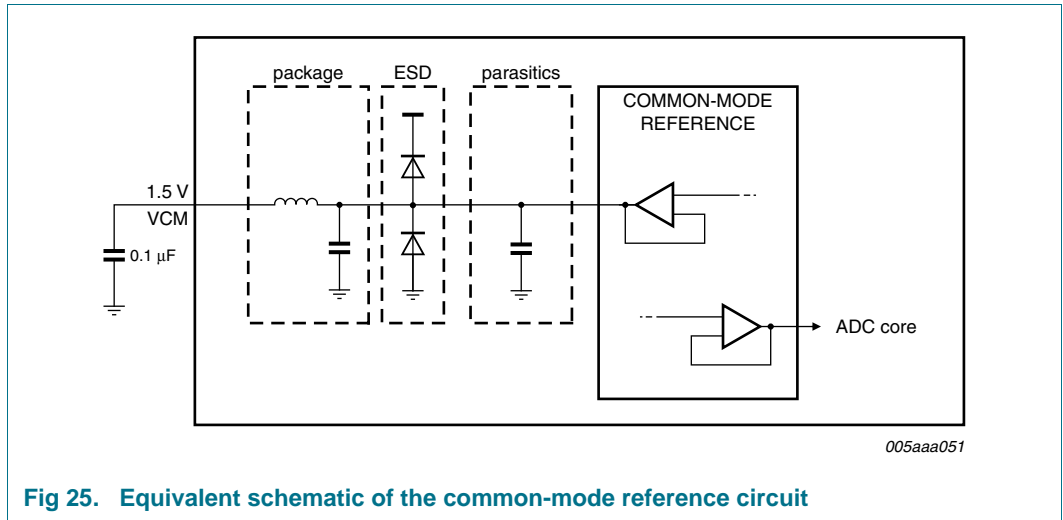 package ESD parasitics
COMMON-MODE
REFERENCE
1.5 V
VCM
0.1 μF
ADC core
005aaa051
Fig 25. Equivalent schematic of the common-mode reference circuit